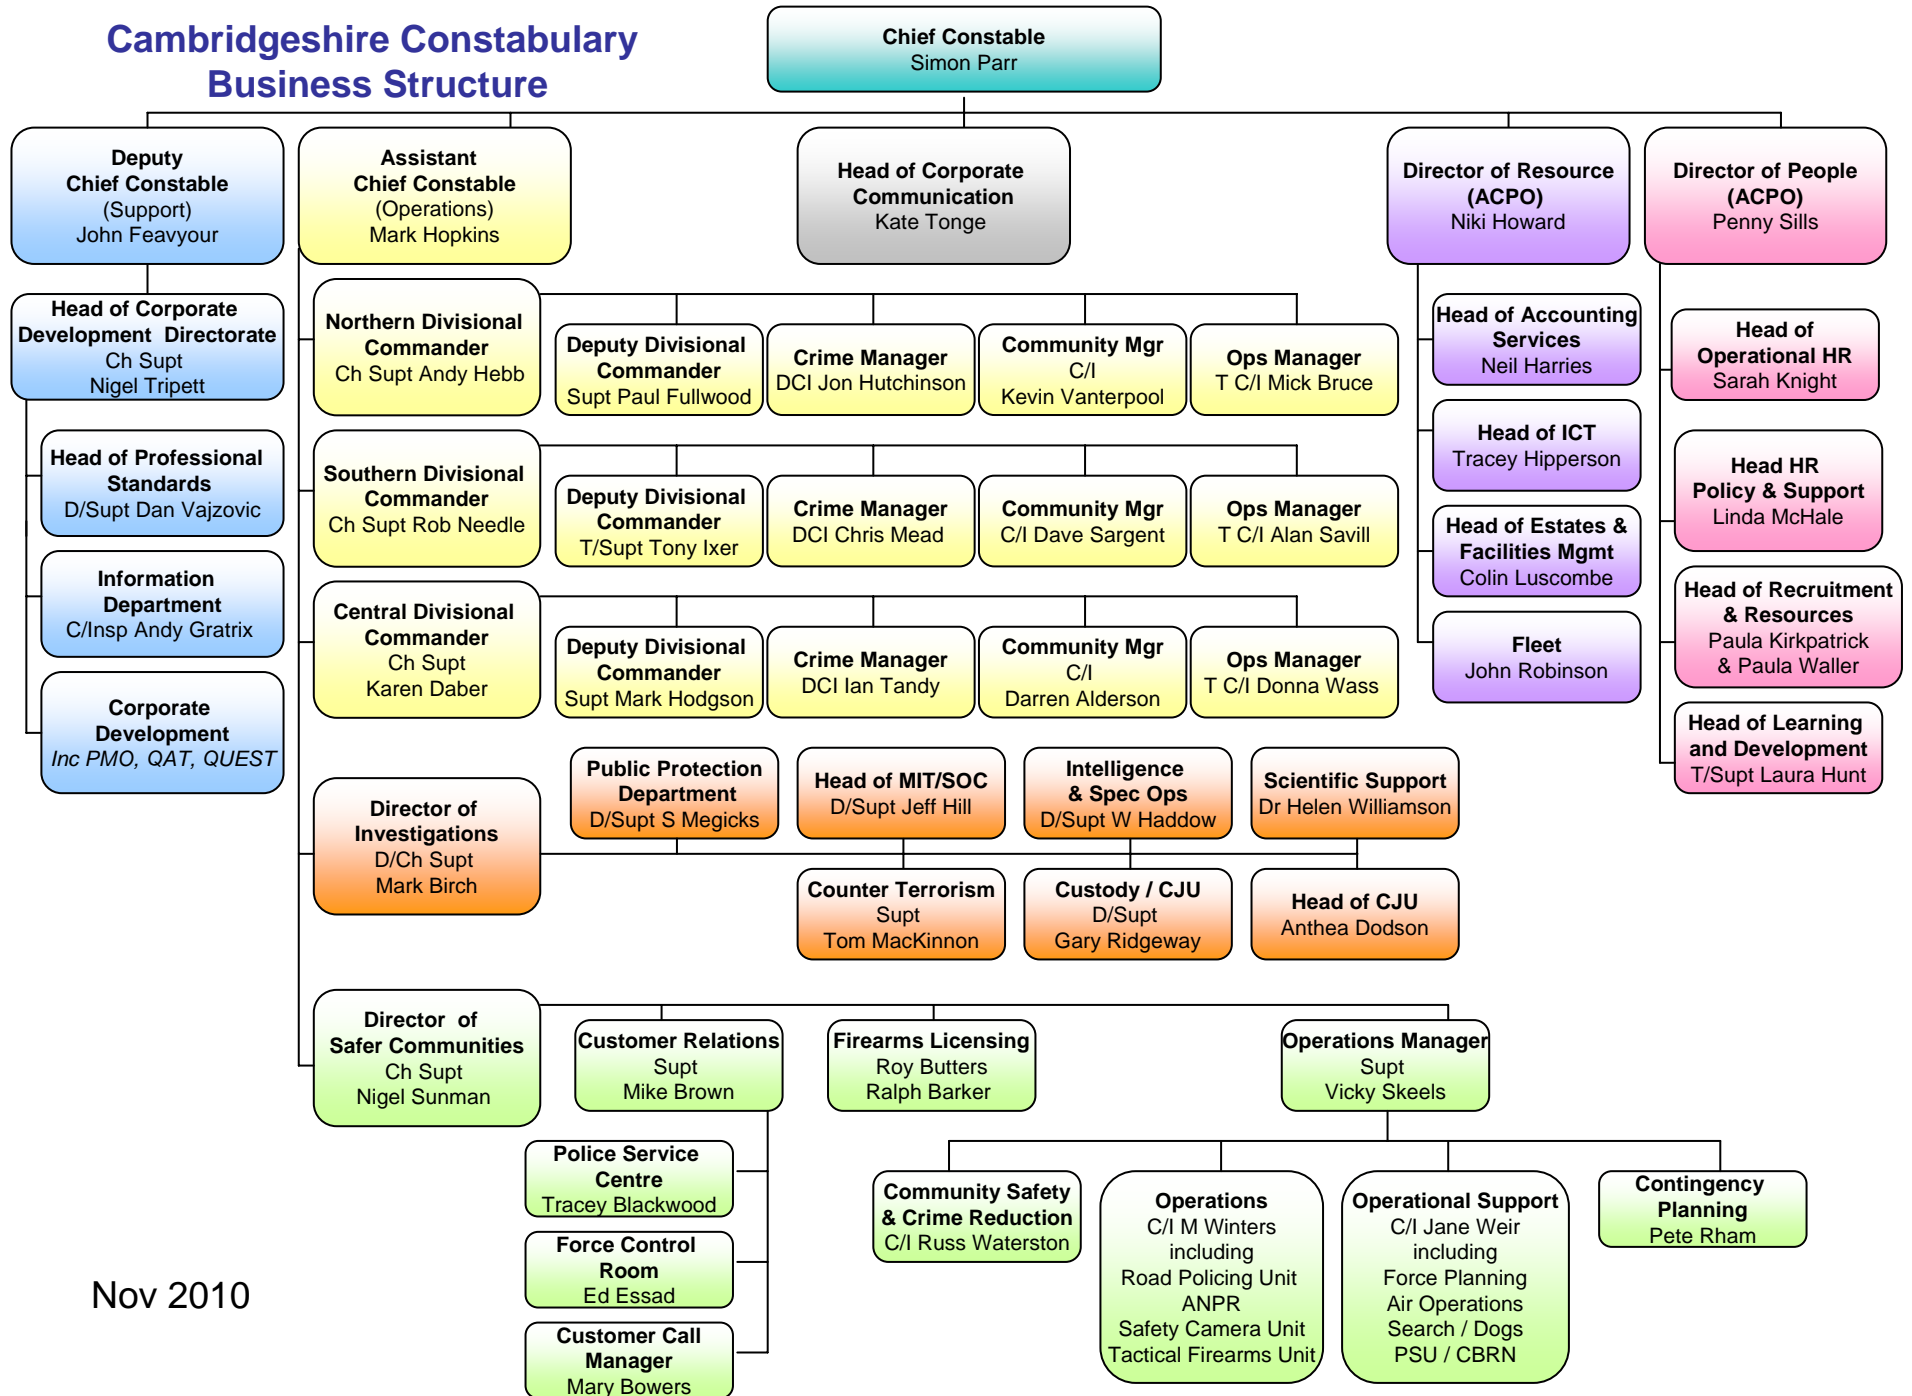 Cambridgeshire Constabulary
Business Structure
Chief Constable
Simon Parr
Deputy
Chief Constable
(Support)
John Feavyour
Assistant
Chief Constable
(Operations)
Mark Hopkins
Head of Corporate
Communication
Kate Tonge
Director of Resource
(ACPO)
Niki Howard
Director of People
(ACPO)
Penny Sills
Head of Corporate
Development Directorate
Ch Supt
Nigel Tripett
Head of Professional
Standards
D/Supt Dan Vajzovic
Information
Department
C/Insp Andy Gratrix
Corporate
Development
Inc PMO, QAT, QUEST
Northern Divisional
Commander
Ch Supt Andy Hebb
Deputy Divisional
Commander
Supt Paul Fullwood
Crime Manager
DCI Jon Hutchinson
Community Mgr
C/I
Kevin Vanterpool
Ops Manager
T C/I Mick Bruce
Southern Divisional
Commander
Ch Supt Rob Needle
Deputy Divisional
Commander
T/Supt Tony Ixer
Crime Manager
DCI Chris Mead
Community Mgr
C/I Dave Sargent
Ops Manager
T C/I Alan Savill
Central Divisional
Commander
Ch Supt
Karen Daber
Deputy Divisional
Commander
Supt Mark Hodgson
Crime Manager
DCI Ian Tandy
Community Mgr
C/I
Darren Alderson
Ops Manager
T C/I Donna Wass
Director of
Investigations
D/Ch Supt
Mark Birch
Public Protection
Department
D/Supt S Megicks
Head of MIT/SOC
D/Supt Jeff Hill
Intelligence
& Spec Ops
D/Supt W Haddow
Scientific Support
Dr Helen Williamson
Counter Terrorism
Supt
Tom MacKinnon
Custody / CJU
D/Supt
Gary Ridgeway
Head of CJU
Anthea Dodson
Director of
Safer Communities
Ch Supt
Nigel Sunman
Customer Relations
Supt
Mike Brown
Firearms Licensing
Roy Butters
Ralph Barker
Operations Manager
Supt
Vicky Skeels
Police Service
Centre
Tracey Blackwood
Force Control
Room
Ed Essad
Customer Call
Manager
Mary Bowers
Community Safety
& Crime Reduction
C/I Russ Waterston
Operations
C/I M Winters
including
Road Policing Unit
ANPR
Safety Camera Unit
Tactical Firearms Unit
Operational Support
C/I Jane Weir
including
Force Planning
Air Operations
Search / Dogs
PSU / CBRN
Contingency
Planning
Pete Rham
Head of Accounting
Services
Neil Harries
Head of ICT
Tracey Hipperson
Head of Estates &
Facilities Mgmt
Colin Luscombe
Fleet
John Robinson
Head of
Operational HR
Sarah Knight
Head HR
Policy & Support
Linda McHale
Head of Recruitment
& Resources
Paula Kirkpatrick
& Paula Waller
Head of Learning
and Development
T/Supt Laura Hunt
Nov 2010